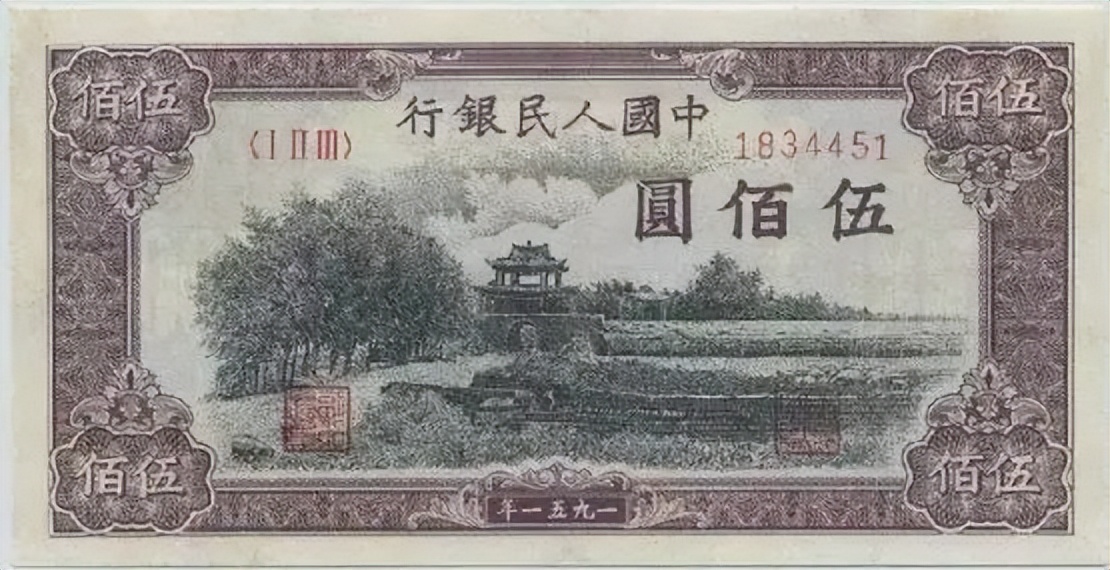 伍佰
伍佰
中國人民銀行
〈I II III〉
1834451
伍佰圓
伍佰
伍佰
一九五一年